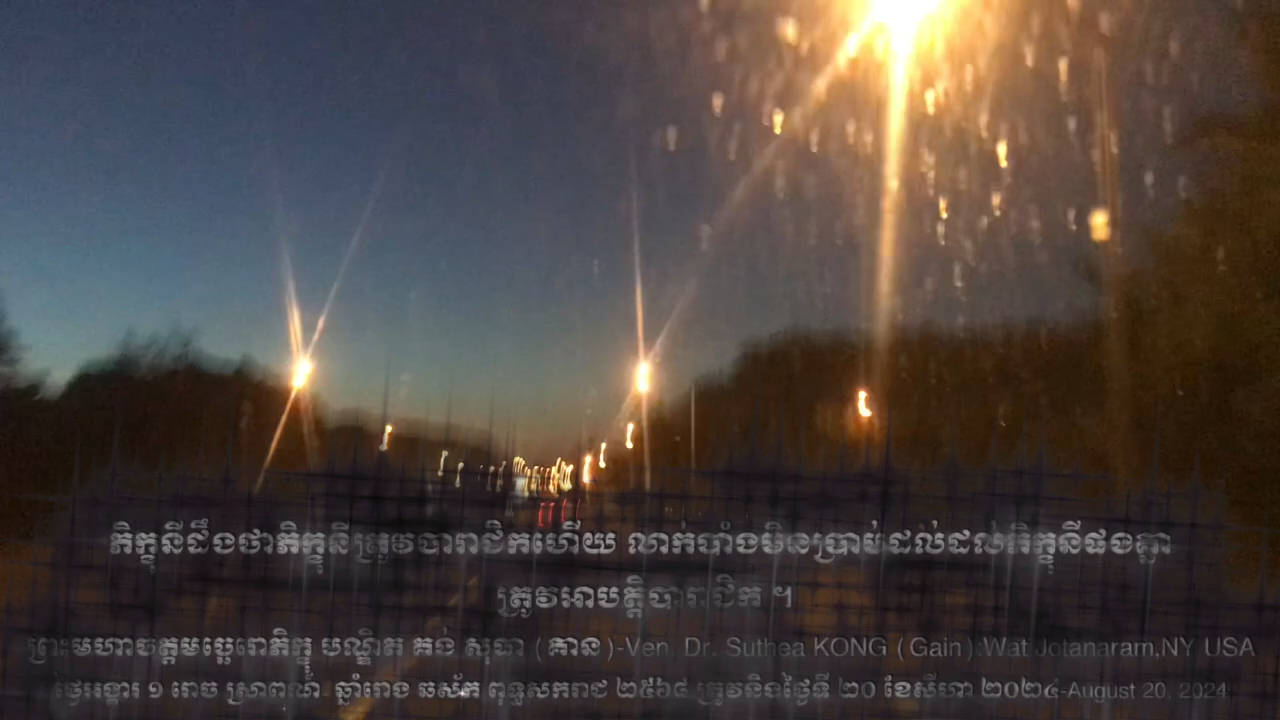 ភិក្ខុនីដឹងថាភិក្ខុនីត្រូវបារាជិកហើយ លាក់បាំងមិនប្រាប់ដល់ដល់ភិក្ខុនីផងគ្នា
ត្រូវអាបត្តិបារាជិក ។
ព្រះមហាចត្តមប្ដេរោភិក្ខុ បណ្ឌិត គង់ សុធា (គាន)-Ven. Dr. Suthea KONG (Gain):Wat Jotanaram,NY USA
ថ្ងៃអង្គារ ១ រោច ស្រាពណ៍ ឆ្នាំរោង ឆស័ក ពុទ្ធសករាជ ២៥៦៨ ត្រូវនឹងថ្ងៃទី ២០ ខែសីហា ២០២៤-August 20, 2024